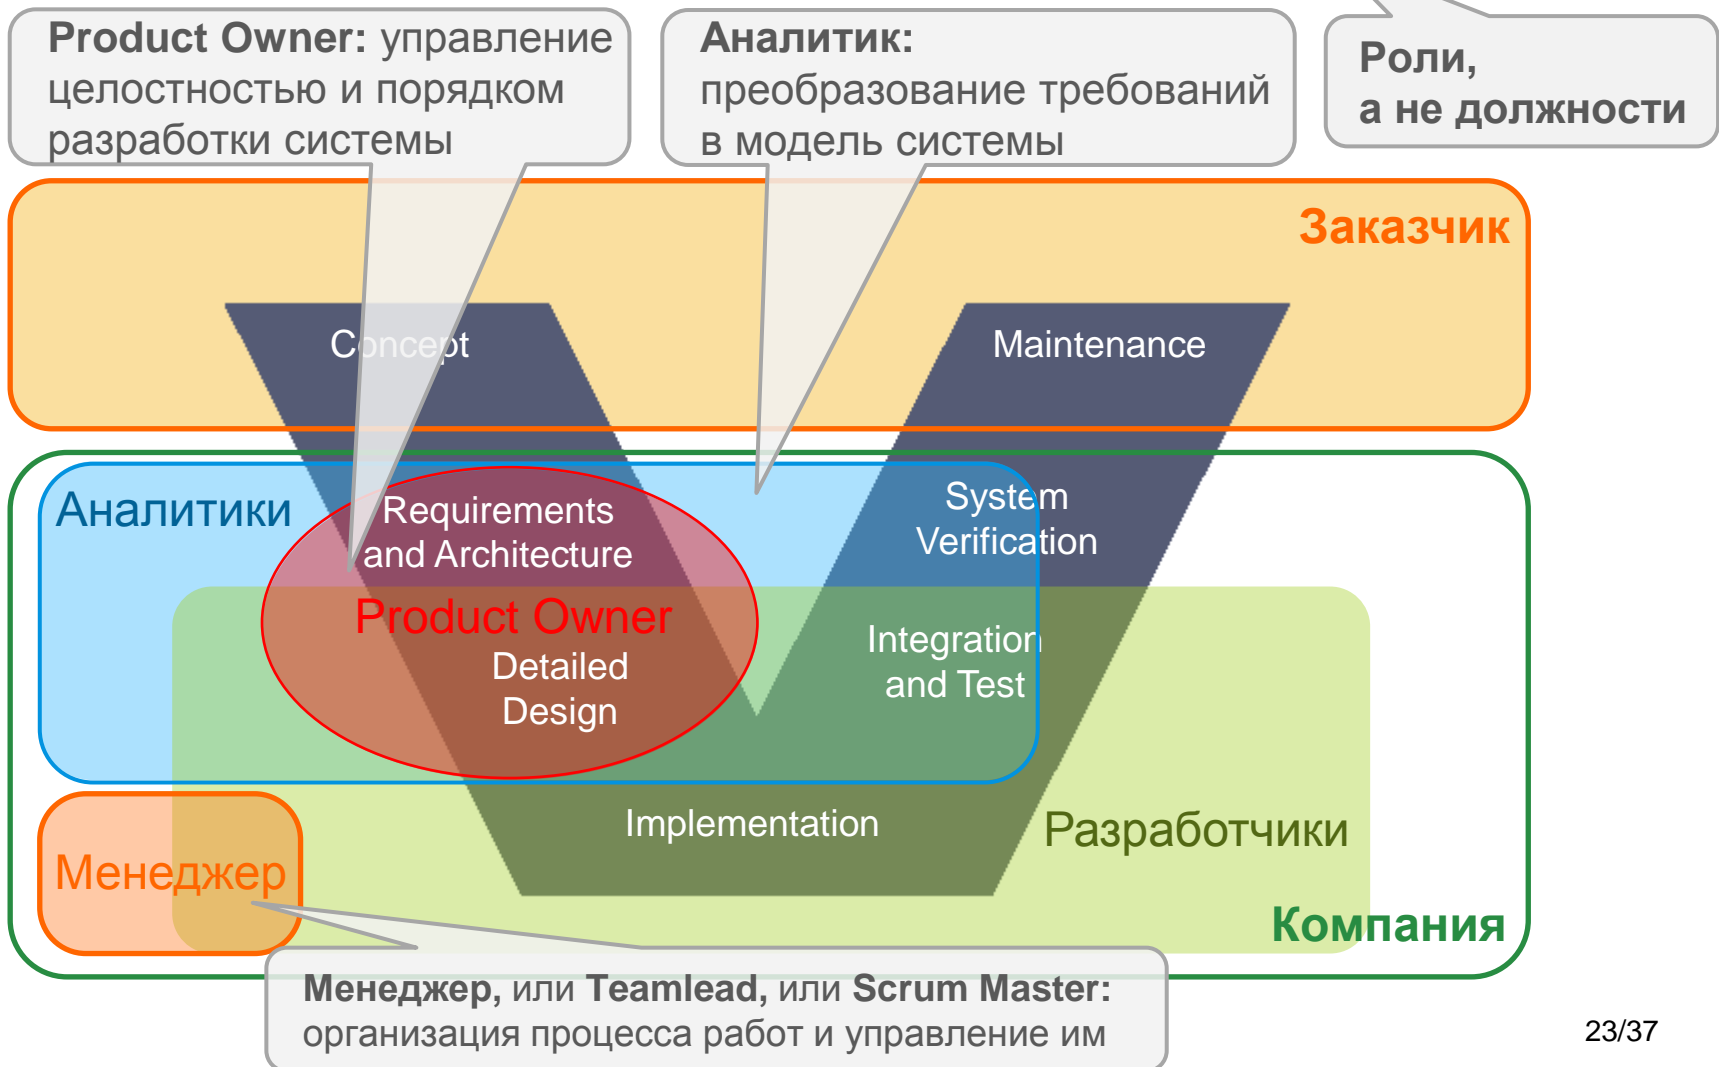 Product Owner: управление
целостностью и порядком
разработки системы
Аналитик:
преобразование требований
в модель системы
Роли,
а не должности
Заказчик
Concept
Maintenance
Аналитики
Requirements
and Architecture
System
Verification
Product Owner
Detailed
Design
Integration
and Test
Implementation
Разработчики
Менеджер
Компания
Менеджер, или Teamlead, или Scrum Master:
организация процесса работ и управление им
23/37